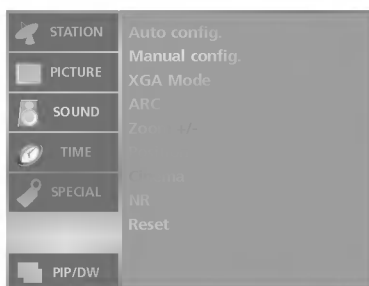 STATION
PICTURE
SOUND
TIME
SPECIAL
PIP/DW
Auto config.
Manual config.
XGA Mode
ARC
+/-
NR
Reset